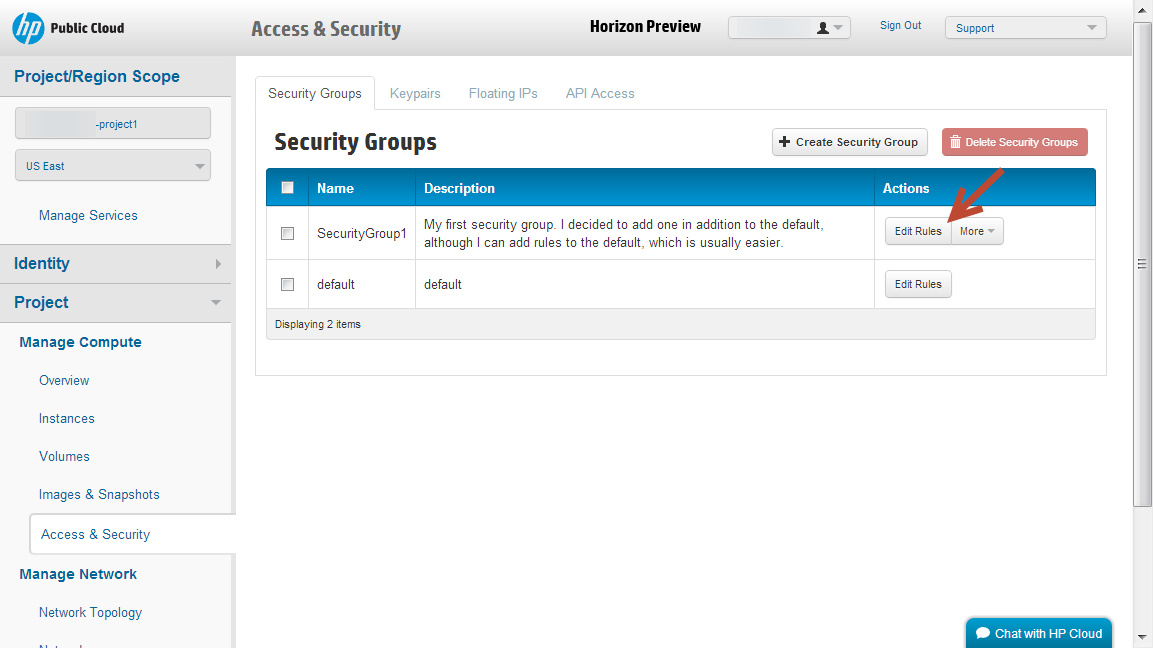 hp Public Cloud
Access & Security
Horizon Preview
Sign Out
Support
Project/Region Scope
-project1
US East
Manage Services
Identity
Project
Manage Compute
Overview
Instances
Volumes
Images & Snapshots
Access & Security
Manage Network
Network Topology
Security Groups Keypairs Floating IPs API Access
Security Groups
Create Security Group Delete Security Groups
Name Description Actions
SecurityGroup1 My first security group. I decided to add one in addition to the default,
although I can add rules to the default, which is usually easier.
Edit Rules More
default default Edit Rules
Displaying 2 items
Chat with HP Cloud